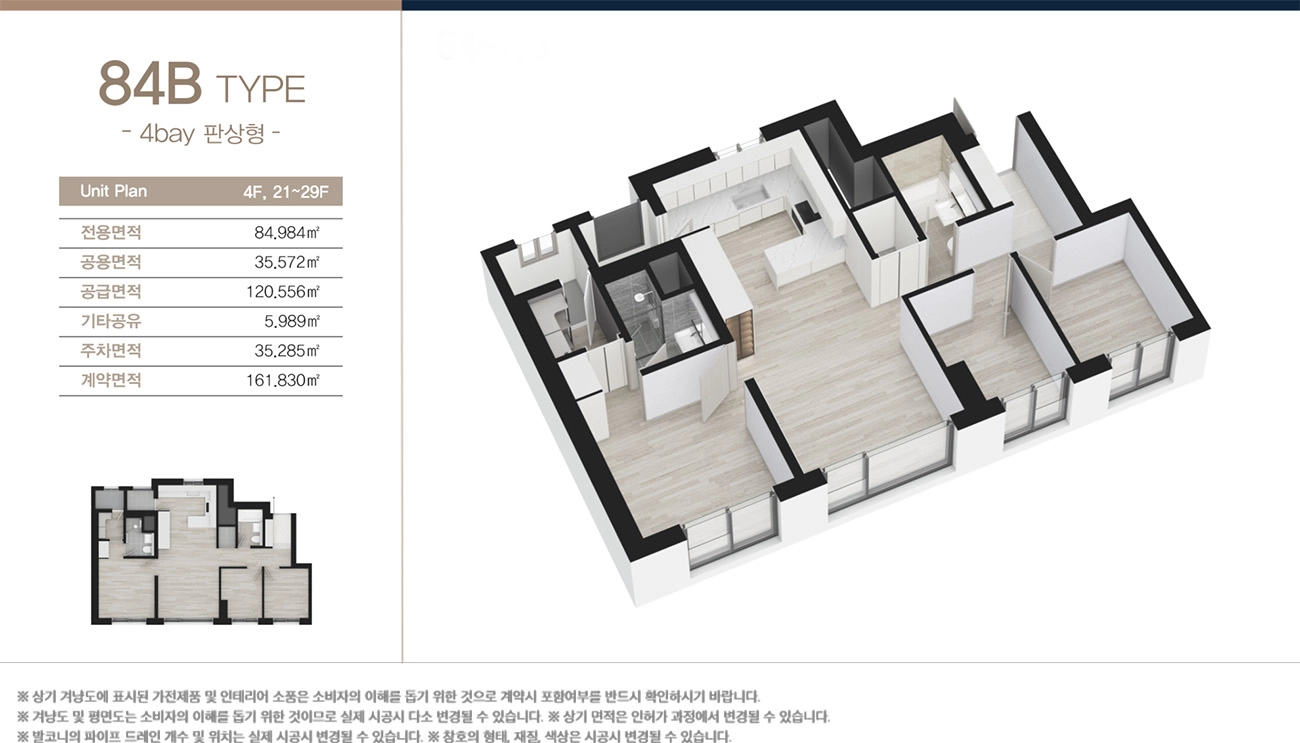 84B TYPE
- 4bay 판상형 -
Unit Plan 4F, 21~29F
전용면적 84.984㎡
공용면적 35.572㎡
공급면적 120.556㎡
기타공유 5.989㎡
주차면적 35.285㎡
계약면적 161.830㎡
※ 상기 겨냥도에 표시된 가전제품 및 인테리어 소품은 소비자의 이해를 돕기 위한 것으로 계약시 포함여부를 반드시 확인하시기 바랍니다.
※ 겨냥도 및 평면도는 소비자의 이해를 돕기 위한 것이므로 실제 시공시 다소 변경될 수 있습니다. ※ 상기 면적은 인허가 과정에서 변경될 수 있습니다.
※ 발코니의 파이프 드레인 개수 및 위치는 실제 시공시 변경될 수 있습니다. ※ 창호의 형태, 재질, 색상은 시공시 변경될 수 있습니다.